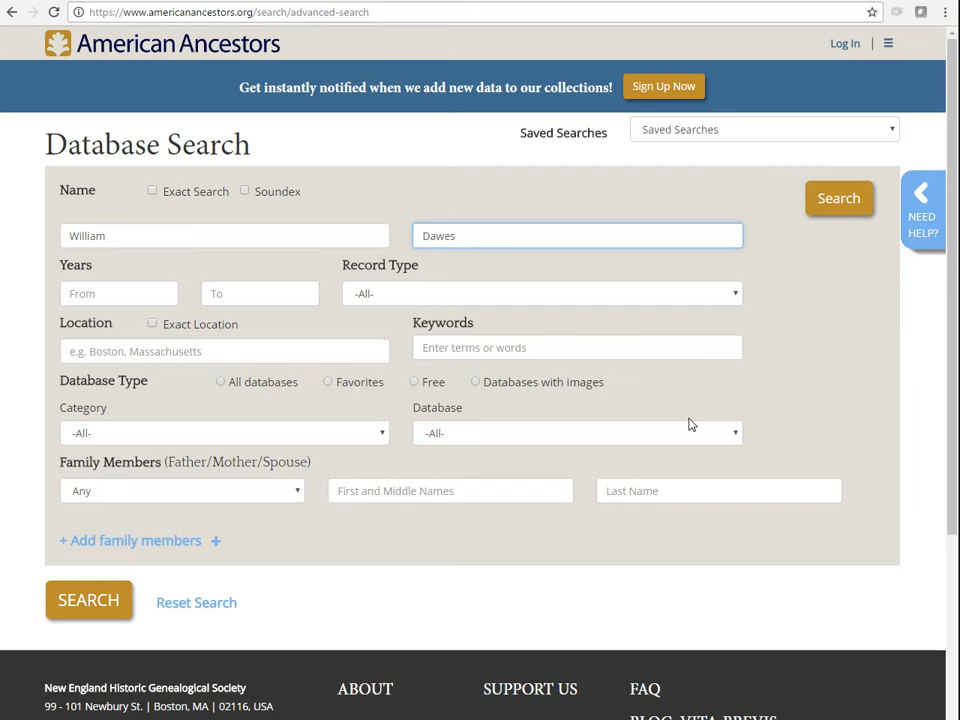 https://www.americanancestors.org/search/advanced-search
American Ancestors
Log In | ☰
Get instantly notified when we add new data to our collections! Sign Up Now
Database Search
Saved Searches Saved Searches
Name Exact Search Soundex
Search
NEED
HELP?
William Dawes
Years Record Type
From To -All-
Location Exact Location Keywords
e.g. Boston, Massachusetts Enter terms or words
Database Type All databases Favorites Free Databases with images
Category Database
-All- -All-
Family Members (Father/Mother/Spouse)
Any First and Middle Names Last Name
+ Add family members +
SEARCH Reset Search
New England Historic Genealogical Society ABOUT SUPPORT US FAQ
99 - 101 Newbury St. | Boston, MA | 02116, USA
BLOG: VITA BREVIS